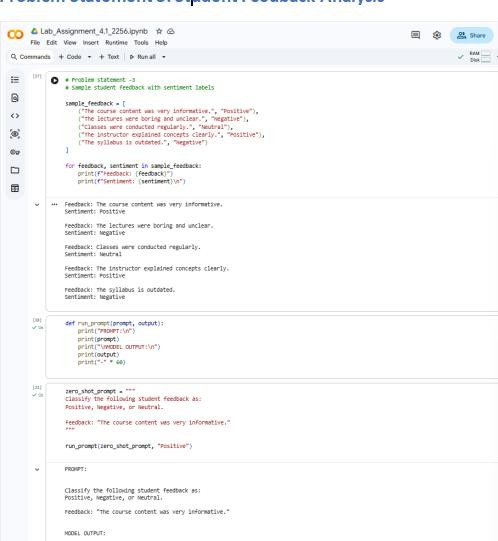 Problem Statement 3: Student Feedback Analysis
Lab_Assignment_4.1_2256.ipynb
Share
File Edit View Insert Runtime Tools Help
Commands + Code + Text Run all
RAM
Disk
# Problem statement -3
# Sample student feedback with sentiment labels
sample_feedback = [
("The course content was very informative.", "Positive"),
("The lectures were boring and unclear.", "Negative"),
("Classes were conducted regularly.", "Neutral"),
("The instructor explained concepts clearly.", "Positive"),
("The syllabus is outdated.", "Negative")
]
for feedback, sentiment in sample_feedback:
print(f"Feedback: {feedback}")
print(f"Sentiment: {sentiment}\n")
... Feedback: The course content was very informative.
Sentiment: Positive
Feedback: The lectures were boring and unclear.
Sentiment: Negative
Feedback: Classes were conducted regularly.
Sentiment: Neutral
Feedback: The instructor explained concepts clearly.
Sentiment: Positive
Feedback: The syllabus is outdated.
Sentiment: Negative
def run_prompt(prompt, output):
print("PROMPT:\n")
print(prompt)
print("\nMODEL OUTPUT:\n")
print(output)
print("-" * 60)
zero_shot_prompt = """
Classify the following student feedback as:
Positive, Negative, or Neutral.
Feedback: "The course content was very informative."
"""
run_prompt(zero_shot_prompt, "Positive")
PROMPT:
Classify the following student feedback as:
Positive, Negative, or Neutral.
Feedback: "The course content was very informative."
MODEL OUTPUT: